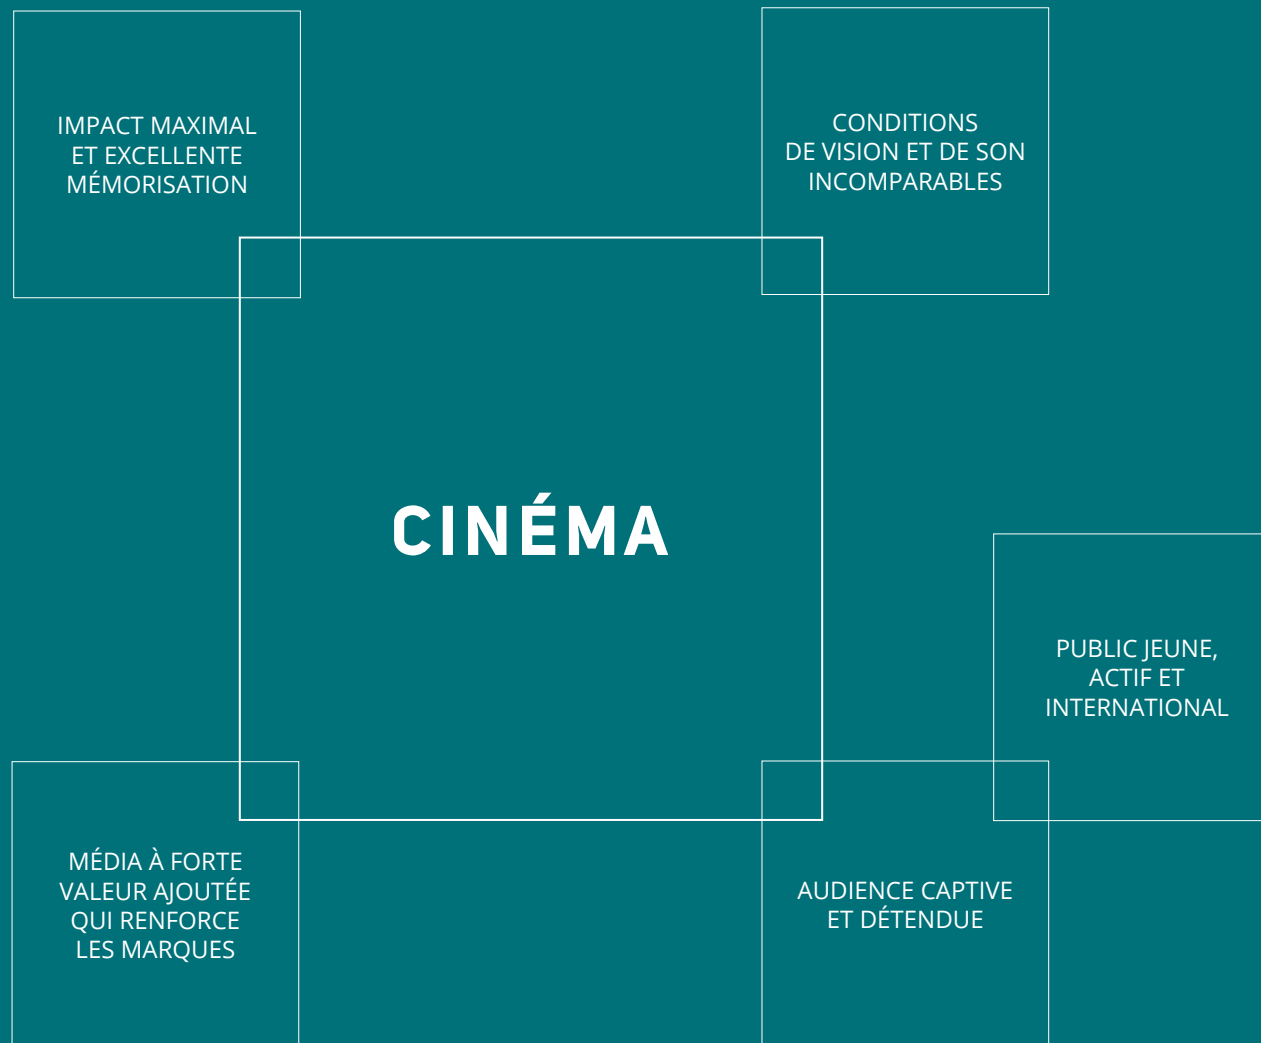 IMPACT MAXIMAL
ET EXCELLENTE
MÉMORISATION
CONDITIONS
DE VISION ET DE SON
INCOMPARABLES
CINÉMA
PUBLIC JEUNE,
ACTIF ET
INTERNATIONAL
MÉDIA À FORTE
VALEUR AJOUTÉE
QUI RENFORCE
LES MARQUES
AUDIENCE CAPTIVE
ET DÉTENDUE